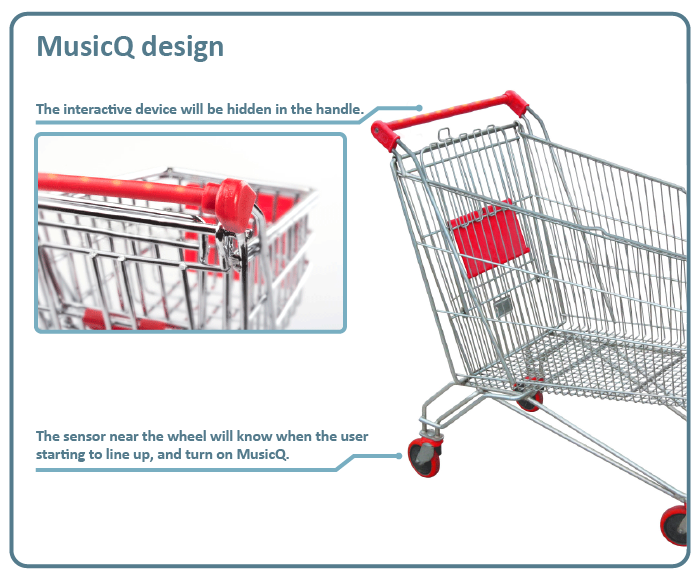 MusicQ design
The interactive device will be hidden in the handle.
The sensor near the wheel will know when the user
starting to line up, and turn on MusicQ.